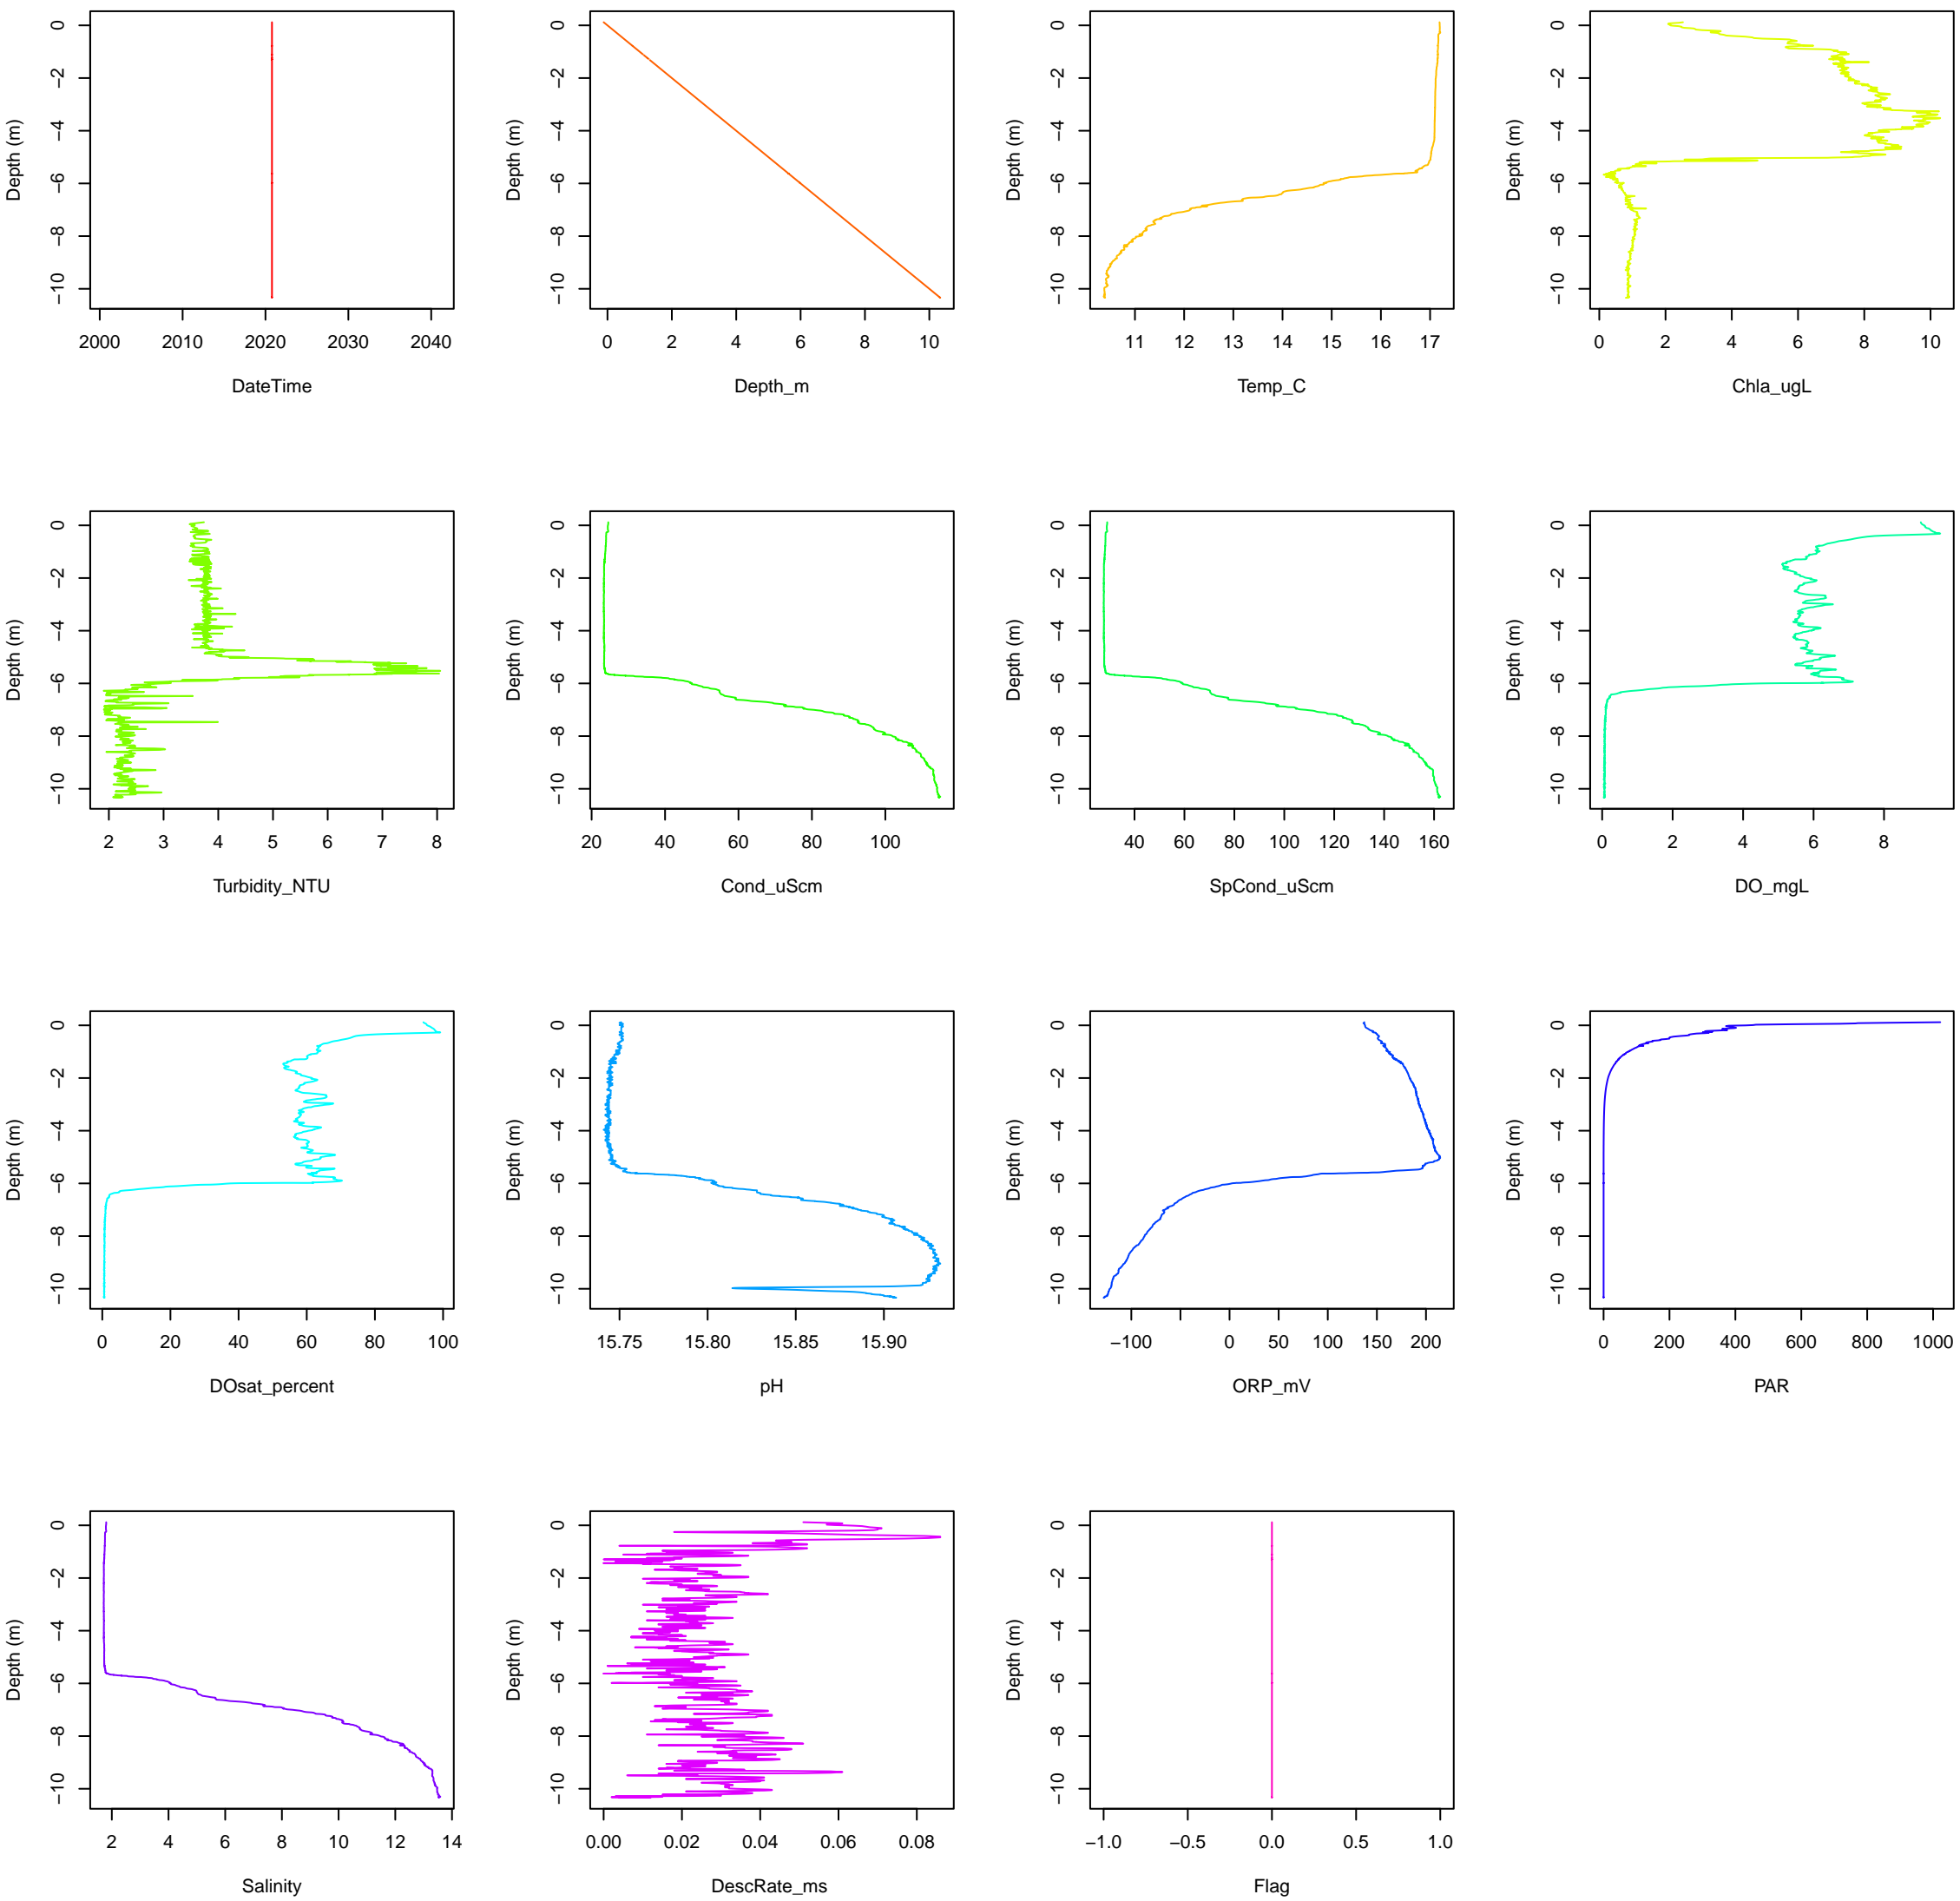 0 −2 −4 −6 −8 −10
Depth (m)
2000 2010 2020 2030 2040
DateTime
0 −2 −4 −6 −8 −10
Depth (m)
0 2 4 6 8 10
Depth_m
0 −2 −4 −6 −8 −10
Depth (m)
11 12 13 14 15 16 17
Temp_C
0 −2 −4 −6 −8 −10
Depth (m)
0 2 4 6 8 10
Chla_ugL
0 −2 −4 −6 −8 −10
Depth (m)
2 3 4 5 6 7 8
Turbidity_NTU
0 −2 −4 −6 −8 −10
Depth (m)
20 40 60 80 100
Cond_uScm
0 −2 −4 −6 −8 −10
Depth (m)
40 60 80 100 120 140 160
SpCond_uScm
0 −2 −4 −6 −8 −10
Depth (m)
0 2 4 6 8
DO_mgL
0 −2 −4 −6 −8 −10
Depth (m)
0 20 40 60 80 100
DOsat_percent
0 −2 −4 −6 −8 −10
Depth (m)
15.75 15.80 15.85 15.90
pH
0 −2 −4 −6 −8 −10
Depth (m)
−100 0 50 100 150 200
ORP_mV
0 −2 −4 −6 −8 −10
Depth (m)
0 200 400 600 800 1000
PAR
0 −2 −4 −6 −8 −10
Depth (m)
2 4 6 8 10 12 14
Salinity
0 −2 −4 −6 −8 −10
Depth (m)
0.00 0.02 0.04 0.06 0.08
DescRate_ms
0 −2 −4 −6 −8 −10
Depth (m)
−1.0 −0.5 0.0 0.5 1.0
Flag